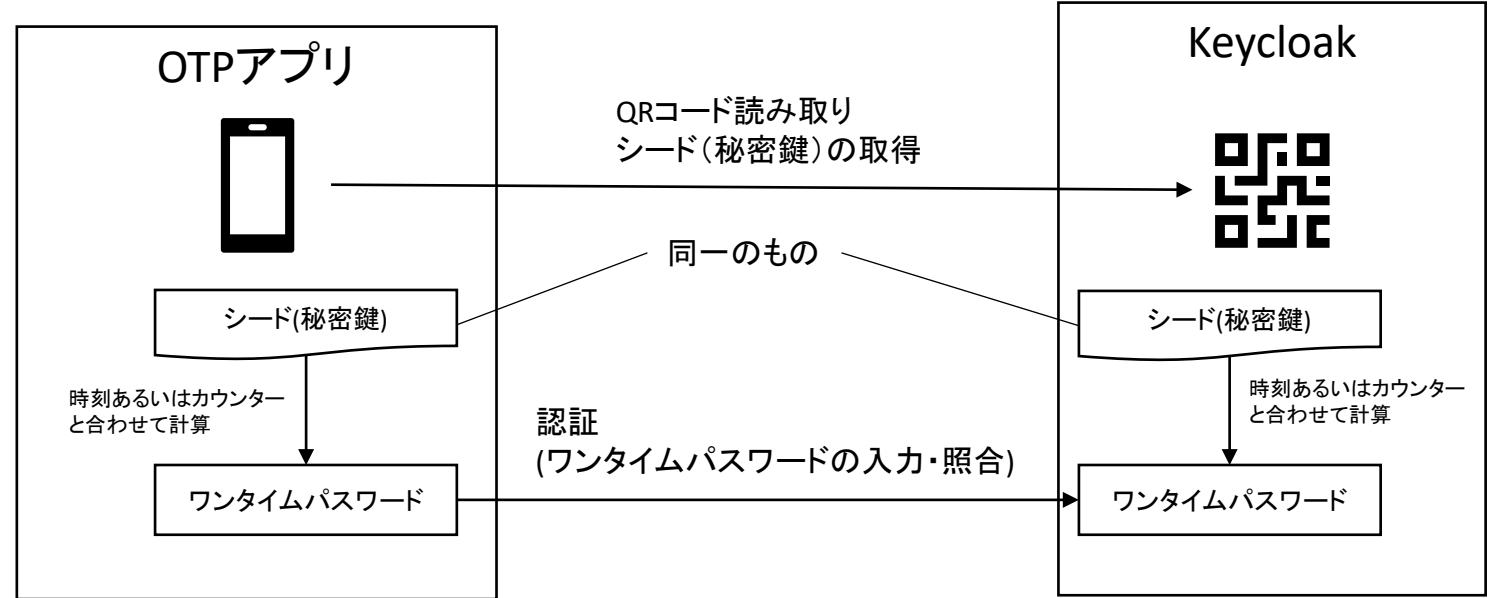 OTPアプリ
Keycloak
QRコード読み取り
シード(秘密鍵)の取得
同一のもの
シード(秘密鍵)
シード(秘密鍵)
時刻あるいはカウンター
と合わせて計算
時刻あるいはカウンター
と合わせて計算
認証
(ワンタイムパスワードの入力・照合)
ワンタイムパスワード
ワンタイムパスワード